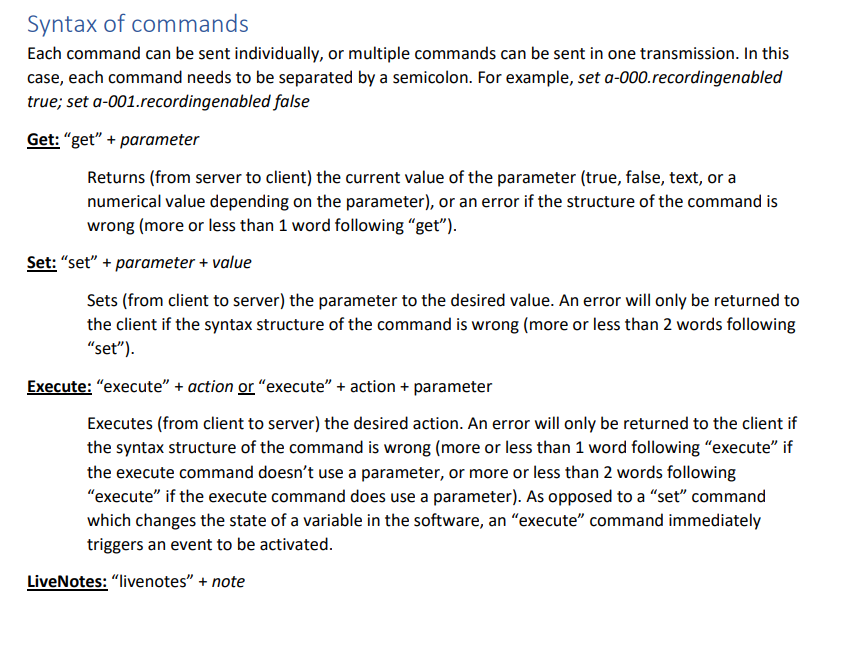 Syntax of commands
Each command can be sent individually, or multiple commands can be sent in one transmission. In this
case, each command needs to be separated by a semicolon. For example, set a-000.recordingenabled
true; set a-001.recordingenabled false
Get: “get” + parameter
Returns (from server to client) the current value of the parameter (true, false, text, or a
numerical value depending on the parameter), or an error if the structure of the command is
wrong (more or less than 1 word following “get”).
Set: “set” + parameter + value
Sets (from client to server) the parameter to the desired value. An error will only be returned to
the client if the syntax structure of the command is wrong (more or less than 2 words following
“set”).
Execute: “execute” + action or “execute” + action + parameter
Executes (from client to server) the desired action. An error will only be returned to the client if
the syntax structure of the command is wrong (more or less than 1 word following “execute” if
the execute command doesn’t use a parameter, or more or less than 2 words following
“execute” if the execute command does use a parameter). As opposed to a “set” command
which changes the state of a variable in the software, an “execute” command immediately
triggers an event to be activated.
LiveNotes: “livenotes” + note